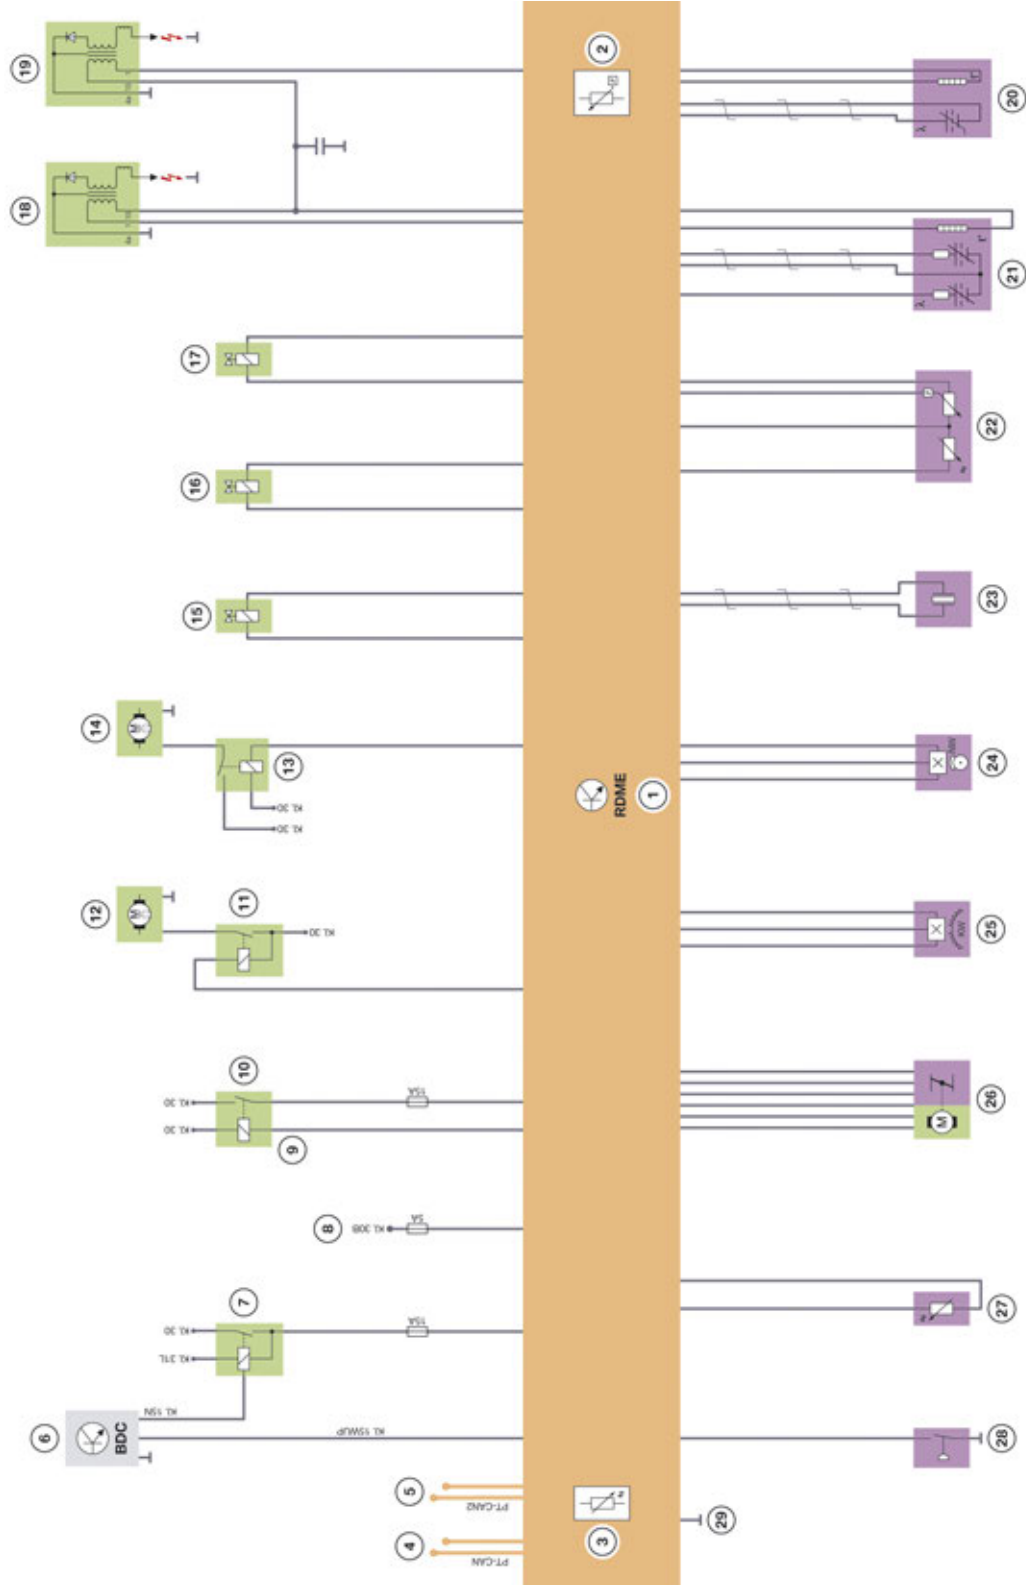 19
2
20
λ
18
21
λ
t°
17
22
16
15
23
14
M
13
KL 30
KL 30
RDME
1
24
NW
12
M
11
KL 30
25
KW
10
KL 30
KL 30
15A
9
26
M
8
KL 30B
5A
7
KL 30
KL 31L
15A
27
6
BDC
KL 15N
KL 15WUP
28
5
PT-CAN2
4
PT-CAN
3
29